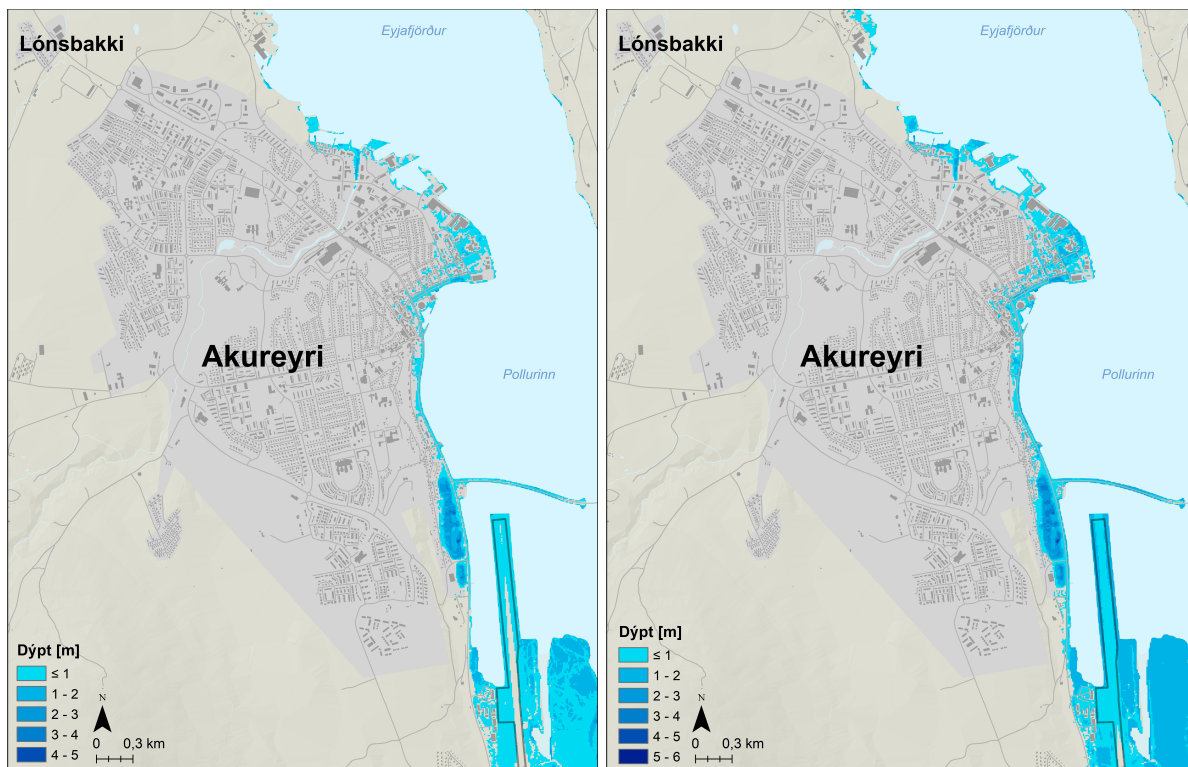 Lónsbakki
Eyjafjörður
Akureyri
Pollurinn
Dýpt [m]
≤ 1
1 - 2
2 - 3
3 - 4
4 - 5
N
0 0,3 km
Lónsbakki
Eyjafjörður
Akureyri
Pollurinn
Dýpt [m]
≤ 1
1 - 2
2 - 3
3 - 4
4 - 5
5 - 6
N
0 0,3 km